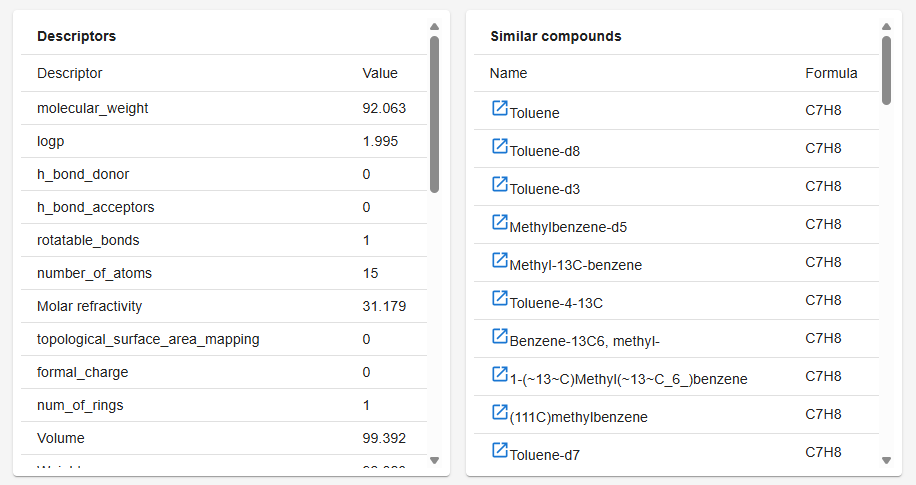 Descriptors
Descriptor Value
molecular_weight 92.063
logp 1.995
h_bond_donor 0
h_bond_acceptors 0
rotatable_bonds 1
number_of_atoms 15
Molar refractivity 31.179
topological_surface_area_mapping 0
formal_charge 0
num_of_rings 1
Volume 99.392
Similar compounds
Name Formula
Toluene C7H8
Toluene-d8 C7H8
Toluene-d3 C7H8
Methylbenzene-d5 C7H8
Methyl-13C-benzene C7H8
Toluene-4-13C C7H8
Benzene-13C6, methyl- C7H8
1-(~13~C)Methyl(~13~C_6_)benzene C7H8
(111C)methylbenzene C7H8
Toluene-d7 C7H8